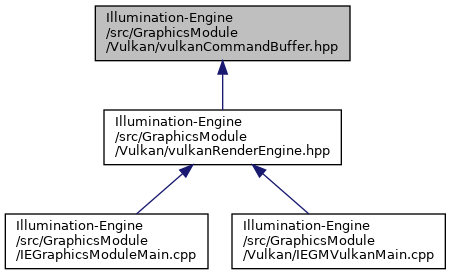 Illumination-Engine
/src/GraphicsModule
/Vulkan/vulkanCommandBuffer.hpp
Illumination-Engine
/src/GraphicsModule
/Vulkan/vulkanRenderEngine.hpp
Illumination-Engine
/src/GraphicsModule
/IEGraphicsModuleMain.cpp
Illumination-Engine
/src/GraphicsModule
/Vulkan/IEGMVulkanMain.cpp